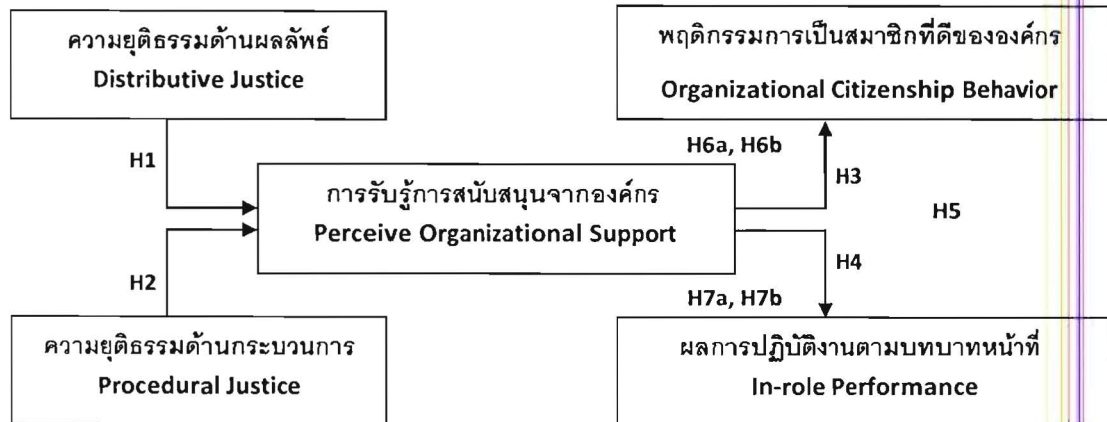 ความยุติธรรมด้านผลลัพธ์
Distributive Justice
พฤติกรรมการเป็นสมาชิกที่ดีขององค์กร
Organizational Citizenship Behavior
H1
H6a, H6b
H3
H5
การรับรู้การสนับสนุนจากองค์กร
Perceive Organizational Support
H2
H4
H7a, H7b
ความยุติธรรมด้านกระบวนการ
Procedural Justice
ผลการปฏิบัติงานตามบทบาทหน้าที่
In-role Performance